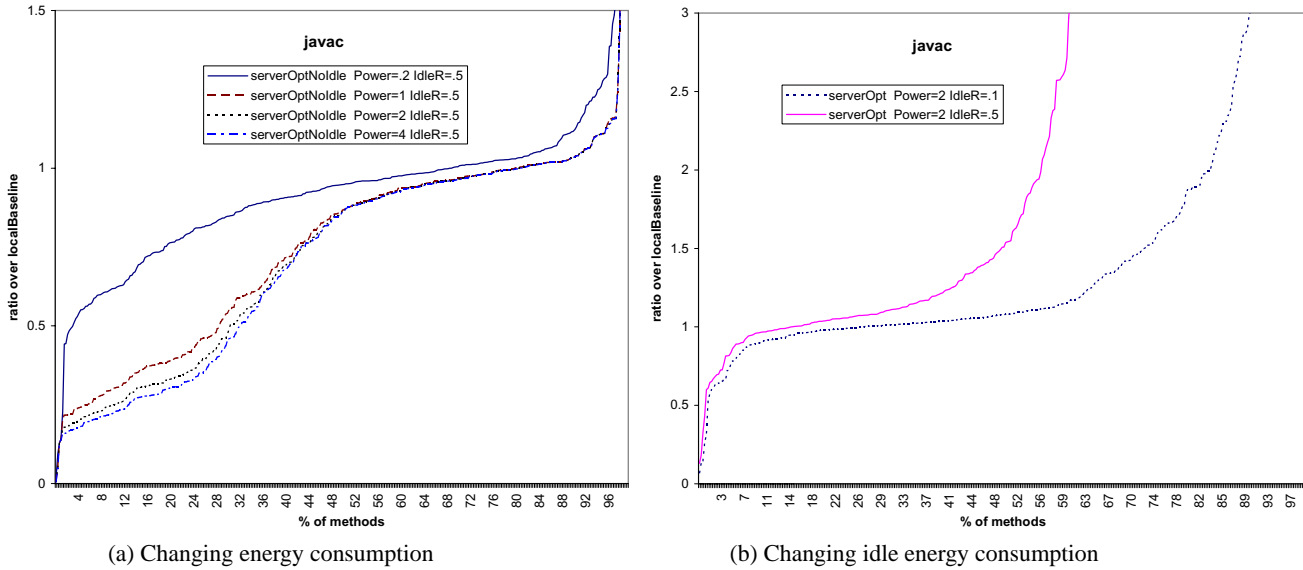 javac
serverOptNoIdle Power=.2 IdleR=.5
serverOptNoIdle Power=1 IdleR=.5
serverOptNoIdle Power=2 IdleR=.5
serverOptNoIdle Power=4 IdleR=.5
ratio over localBaseline
1.5
1
0.5
0
4 8 12 16 20 24 28 32 36 40 44 48 52 56 60 64 68 72 76 80 84 88 92 96
% of methods
(a) Changing energy consumption
javac
serverOpt Power=2 IdleR=.1
serverOpt Power=2 IdleR=.5
ratio over localBaseline
3
2.5
2
1.5
1
0.5
0
3 7 11 14 18 22 26 29 33 37 41 44 48 52 56 59 63 67 70 74 78 82 85 89 93 97
% of methods
(b) Changing idle energy consumption